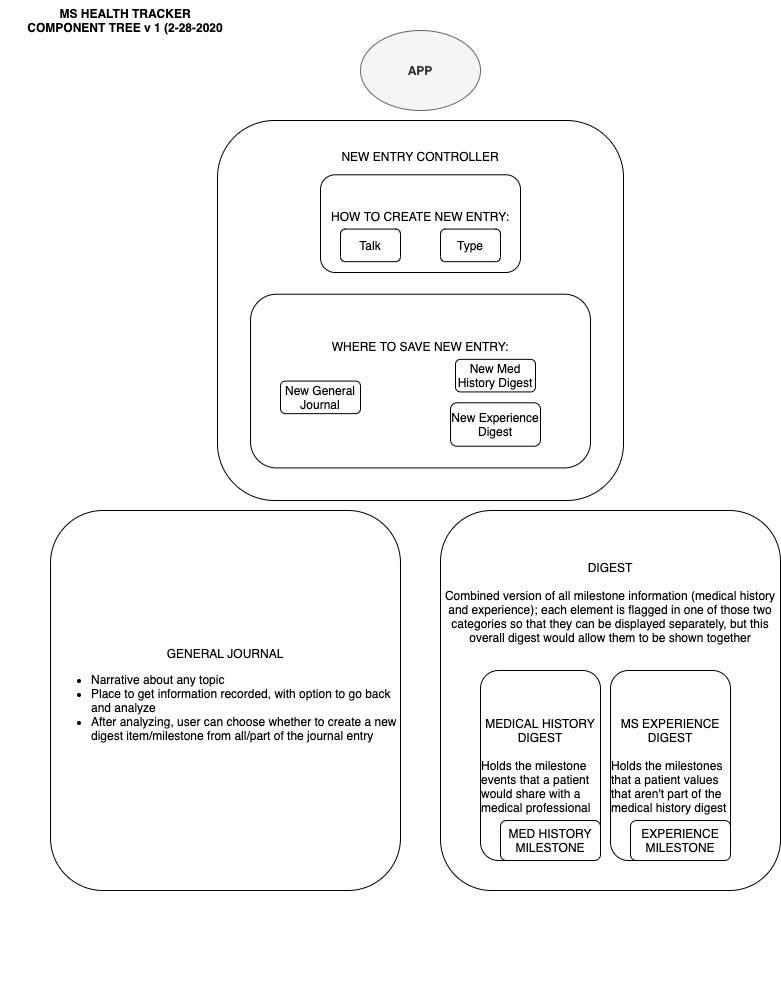 MS HEALTH TRACKER
COMPONENT TREE v 1 (2-28-2020
APP
NEW ENTRY CONTROLLER
HOW TO CREATE NEW ENTRY:
Talk
Type
WHERE TO SAVE NEW ENTRY:
New General
Journal
New Med
History Digest
New Experience
Digest
GENERAL JOURNAL
• Narrative about any topic
• Place to get information recorded, with option to go back
and analyze
• After analyzing, user can choose whether to create a new
digest item/milestone from all/part of the journal entry
DIGEST
Combined version of all milestone information (medical history
and experience); each element is flagged in one of those two
categories so that they can be displayed separately, but this
overall digest would allow them to be shown together
MEDICAL HISTORY
DIGEST
Holds the milestone
events that a patient
would share with a
medical professional
MED HISTORY
MILESTONE
MS EXPERIENCE
DIGEST
Holds the milestones
that a patient values
that aren't part of the
medical history digest
EXPERIENCE
MILESTONE